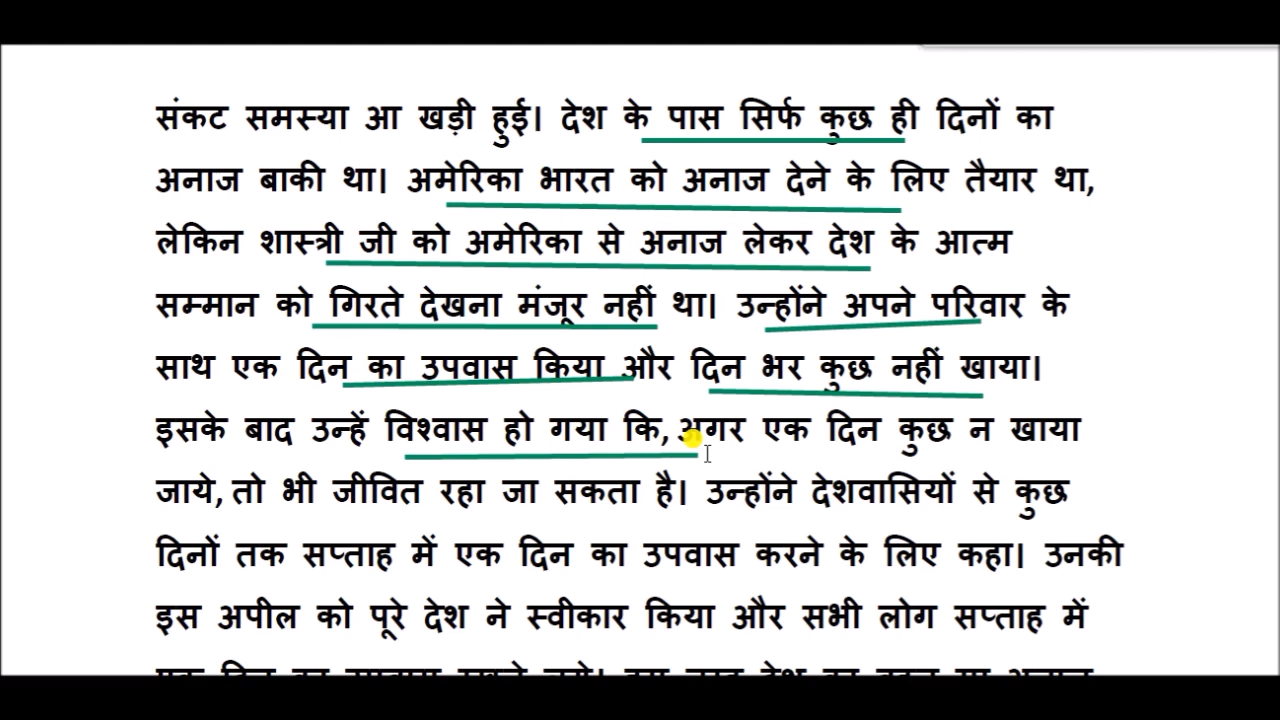 संकट समस्या आ खड़ी हुई। देश के पास सिर्फ कुछ ही दिनों का
अनाज बाकी था। अमेरिका भारत को अनाज देने के लिए तैयार था,
लेकिन शास्त्री जी को अमेरिका से अनाज लेकर देश के आत्म
सम्मान को गिरते देखना मंजूर नहीं था। उन्होंने अपने परिवार के
साथ एक दिन का उपवास किया और दिन भर कुछ नहीं खाया।
इसके बाद उन्हें विश्वास हो गया कि, अगर एक दिन कुछ न खाया
जाये, तो भी जीवित रहा जा सकता है। उन्होंने देशवासियों से कुछ
दिनों तक सप्ताह में एक दिन का उपवास करने के लिए कहा। उनकी
इस अपील को पूरे देश ने स्वीकार किया और सभी लोग सप्ताह में